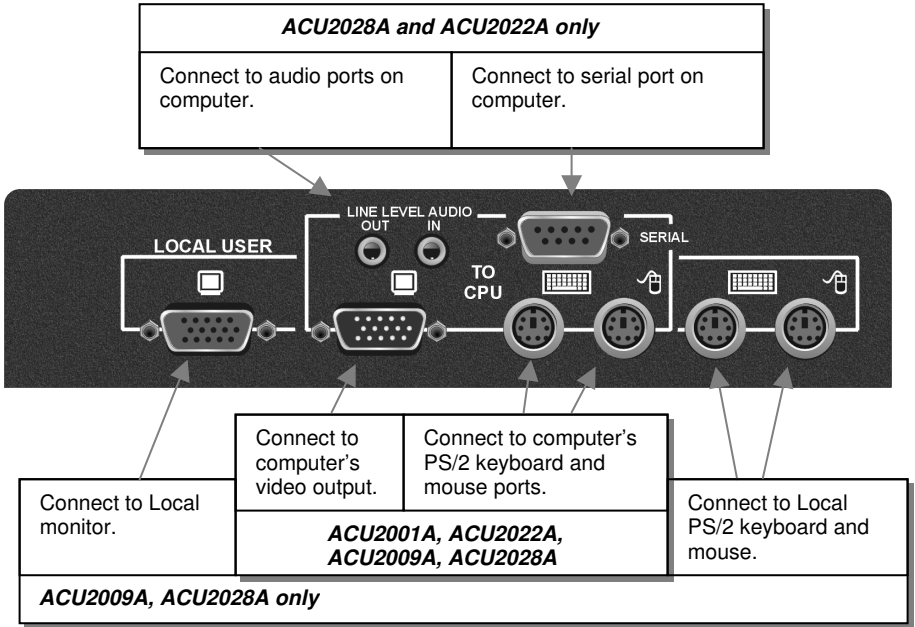 ACU2028A and ACU2022A only
Connect to audio ports on
computer.
Connect to serial port on
computer.
LINE LEVEL AUDIO
OUT
IN
SERIAL
LOCAL USER
TO
CPU
Connect to
computer's
video output.
Connect to computer's
PS/2 keyboard and
mouse ports.
ACU2001A, ACU2022A,
ACU2009A, ACU2028A
Connect to Local
monitor.
Connect to Local
PS/2 keyboard and
mouse.
ACU2009A, ACU2028A only